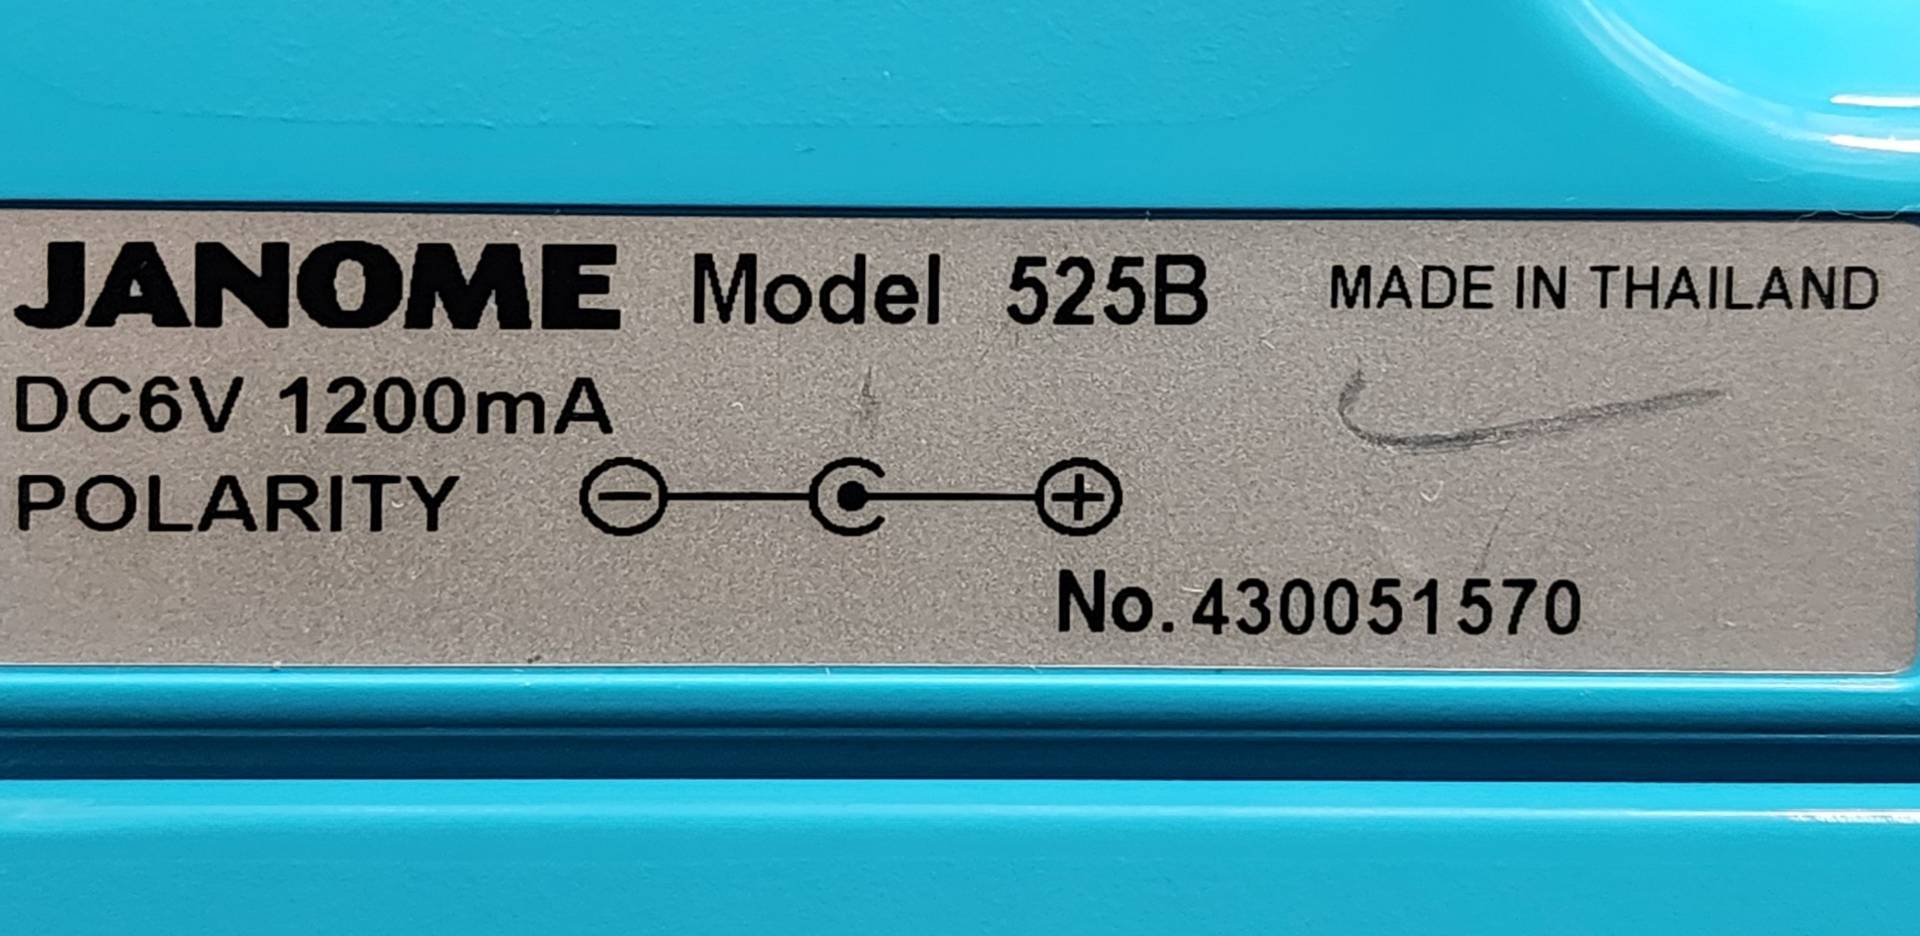 JANOME Model 525B MADE IN THAILAND
DC6V 1200mA
POLARITY
No. 430051570